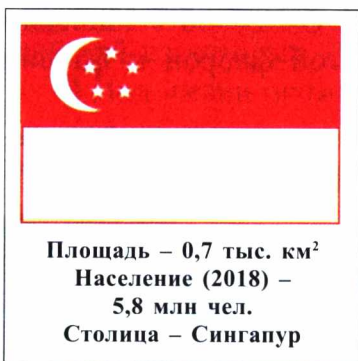 Площадь – 0,7 тыс. км²
Население (2018) –
5,8 млн чел.
Столица – Сингапур